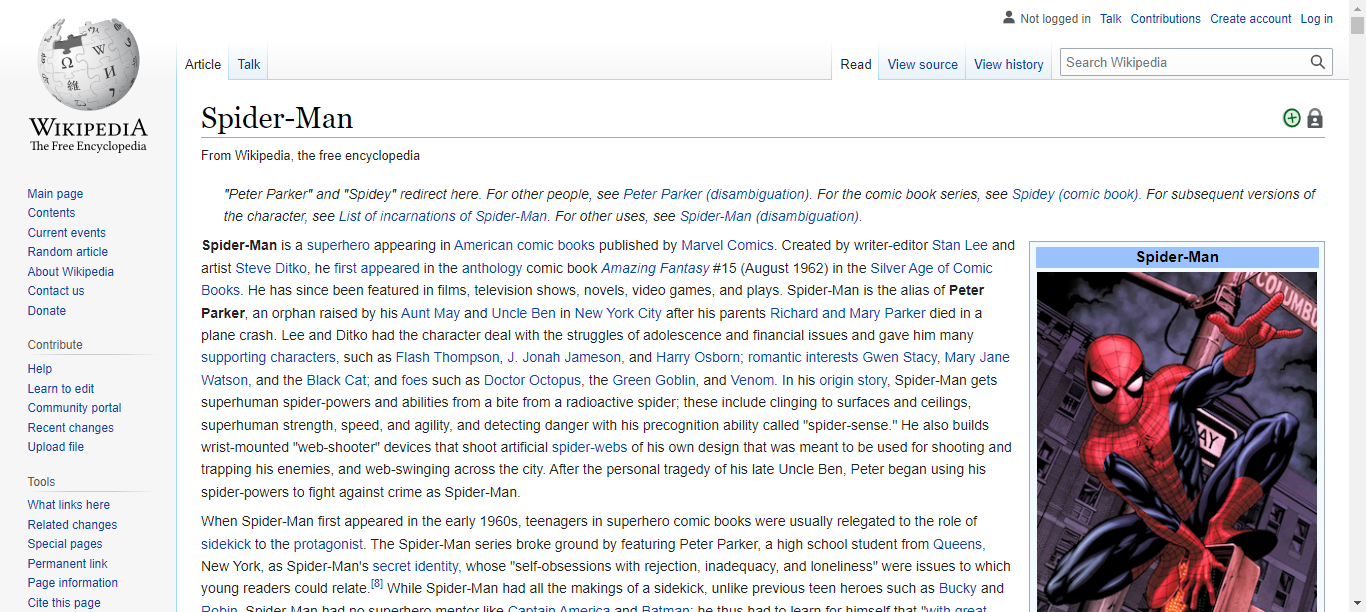 Not logged in Talk Contributions Create account Log in
Article Talk Read View source View history Search Wikipedia
WIKIPEDIA
The Free Encyclopedia
Main page
Contents
Current events
Random article
About Wikipedia
Contact us
Donate
Contribute
Help
Learn to edit
Community portal
Recent changes
Upload file
Tools
What links here
Related changes
Special pages
Permanent link
Page information
Cite this page
Spider-Man
From Wikipedia, the free encyclopedia
"Peter Parker" and "Spidey" redirect here. For other people, see Peter Parker (disambiguation). For the comic book series, see Spidey (comic book). For subsequent versions of
the character, see List of incarnations of Spider-Man. For other uses, see Spider-Man (disambiguation).
Spider-Man is a superhero appearing in American comic books published by Marvel Comics. Created by writer-editor Stan Lee and
artist Steve Ditko, he first appeared in the anthology comic book Amazing Fantasy #15 (August 1962) in the Silver Age of Comic
Books. He has since been featured in films, television shows, novels, video games, and plays. Spider-Man is the alias of Peter
Parker, an orphan raised by his Aunt May and Uncle Ben in New York City after his parents Richard and Mary Parker died in a
plane crash. Lee and Ditko had the character deal with the struggles of adolescence and financial issues and gave him many
supporting characters, such as Flash Thompson, J. Jonah Jameson, and Harry Osborn; romantic interests Gwen Stacy, Mary Jane
Watson, and the Black Cat; and foes such as Doctor Octopus, the Green Goblin, and Venom. In his origin story, Spider-Man gets
superhuman spider-powers and abilities from a bite from a radioactive spider; these include clinging to surfaces and ceilings,
superhuman strength, speed, and agility, and detecting danger with his precognition ability called "spider-sense." He also builds
wrist-mounted "web-shooter" devices that shoot artificial spider-webs of his own design that was meant to be used for shooting and
trapping his enemies, and web-swinging across the city. After the personal tragedy of his late Uncle Ben, Peter began using his
spider-powers to fight against crime as Spider-Man.
When Spider-Man first appeared in the early 1960s, teenagers in superhero comic books were usually relegated to the role of
sidekick to the protagonist. The Spider-Man series broke ground by featuring Peter Parker, a high school student from Queens,
New York, as Spider-Man's secret identity, whose "self-obsessions with rejection, inadequacy, and loneliness" were issues to which
young readers could relate.[8] While Spider-Man had all the makings of a sidekick, unlike previous teen heroes such as Bucky and
Robin, Spider-Man had no superhero mentor like Captain America and Batman; he thus had to learn for himself that "with great
Spider-Man
COLUMB
WAY